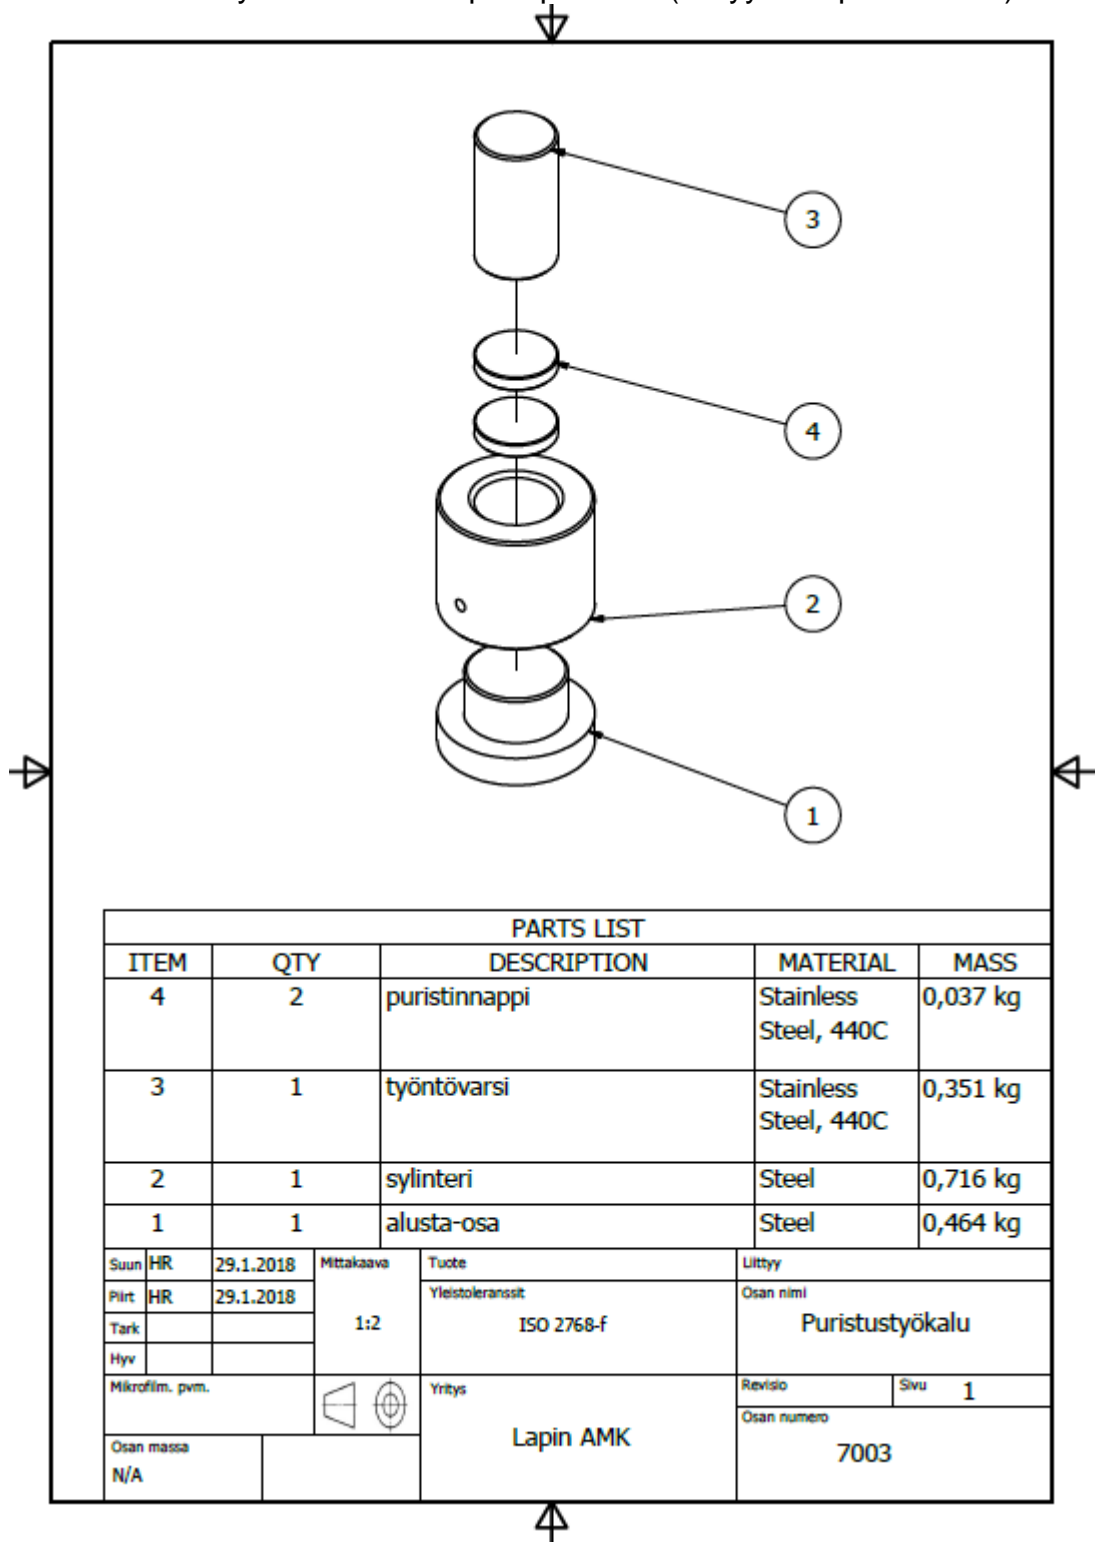 3
4
2
1
PARTS LIST
ITEM QTY DESCRIPTION MATERIAL MASS
4 2 puristinnappi Stainless Steel, 440C 0,037 kg
3 1 työntövarsi Stainless Steel, 440C 0,351 kg
2 1 sylinteri Steel 0,716 kg
1 1 alusta-osa Steel 0,464 kg
Suun HR 29.1.2018 Mittakaava Tuote Liittyy
Piirt HR 29.1.2018 Yleistoleranssit Osan nimi
Tark 1:2 ISO 2768-f Puristustyökalu
Hyv
Mikrofilm. pvm. Yritys Revisio Sivu 1
Osan numero
Osan massa Lapin AMK 7003
N/A